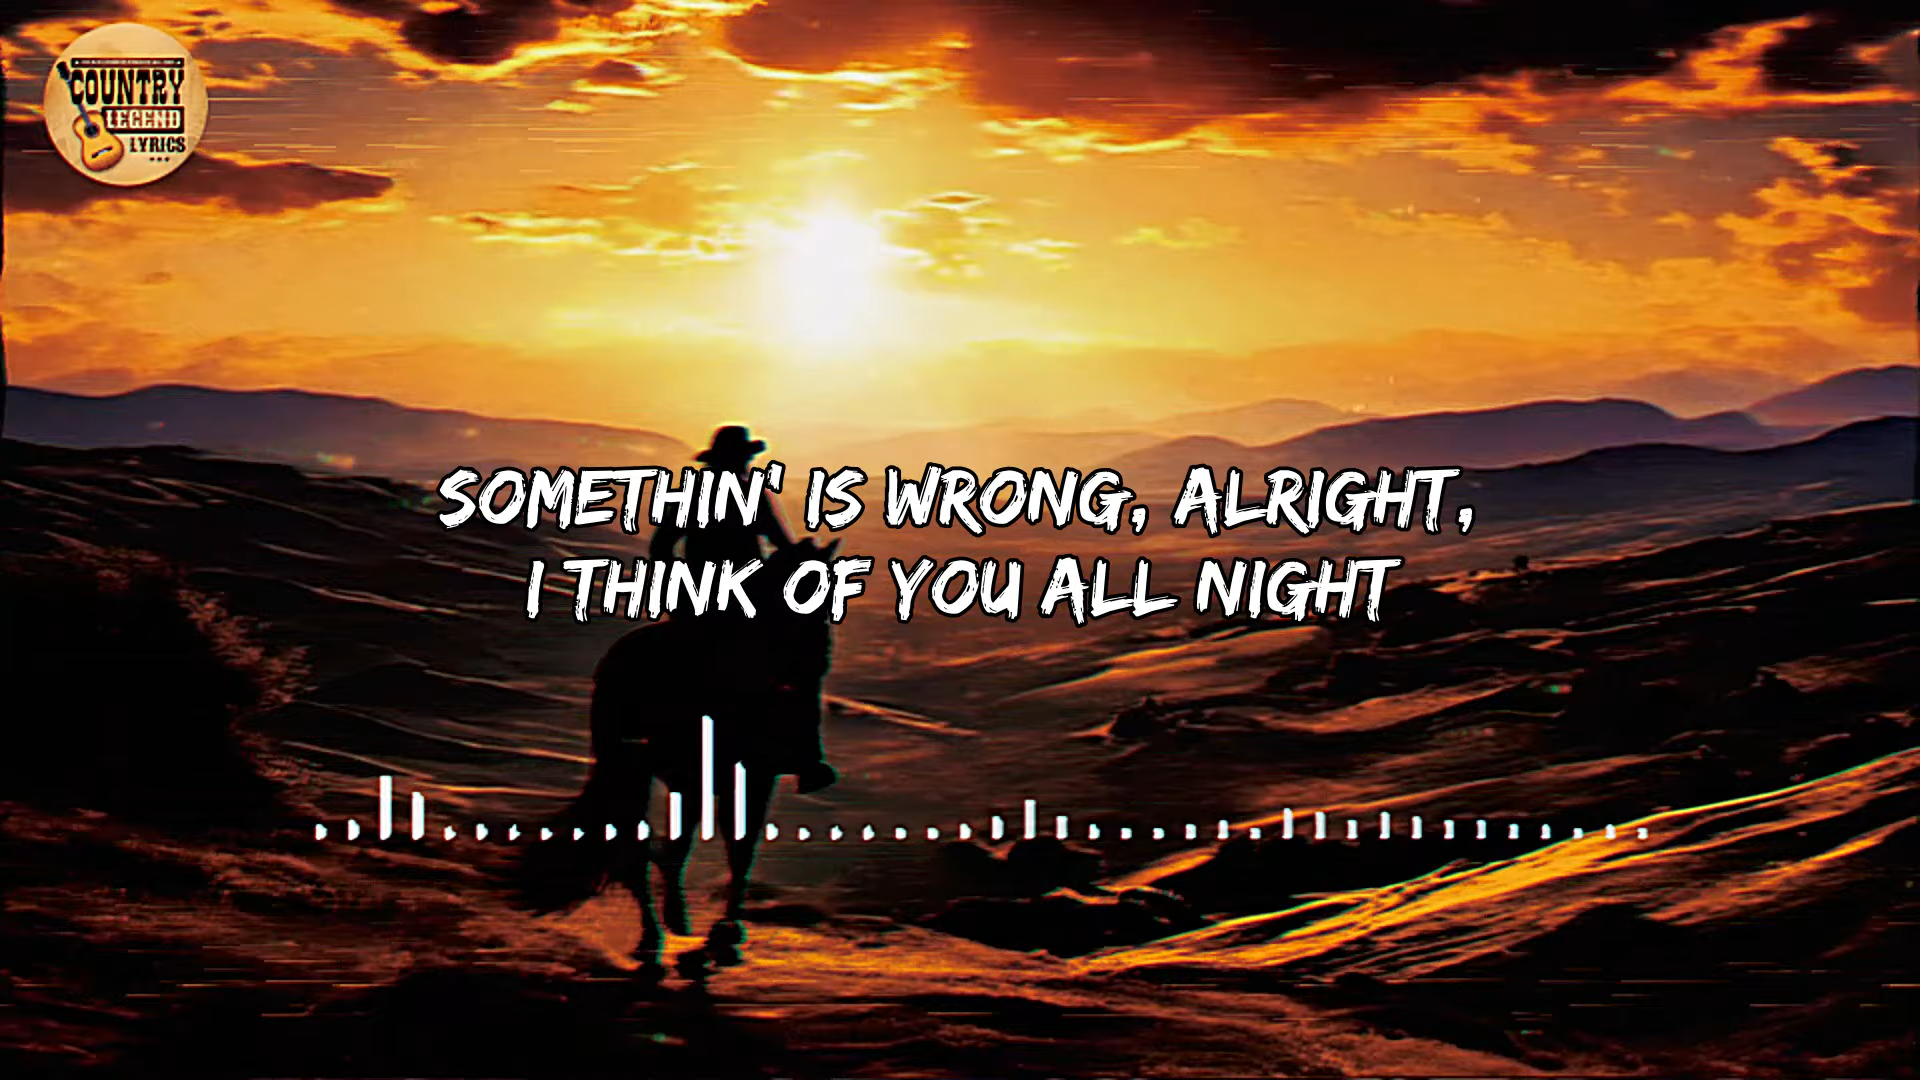 COUNTRY
LEGEND
LYRICS
SOMETHIN' IS WRONG, ALRIGHT,
I THINK OF YOU ALL NIGHT